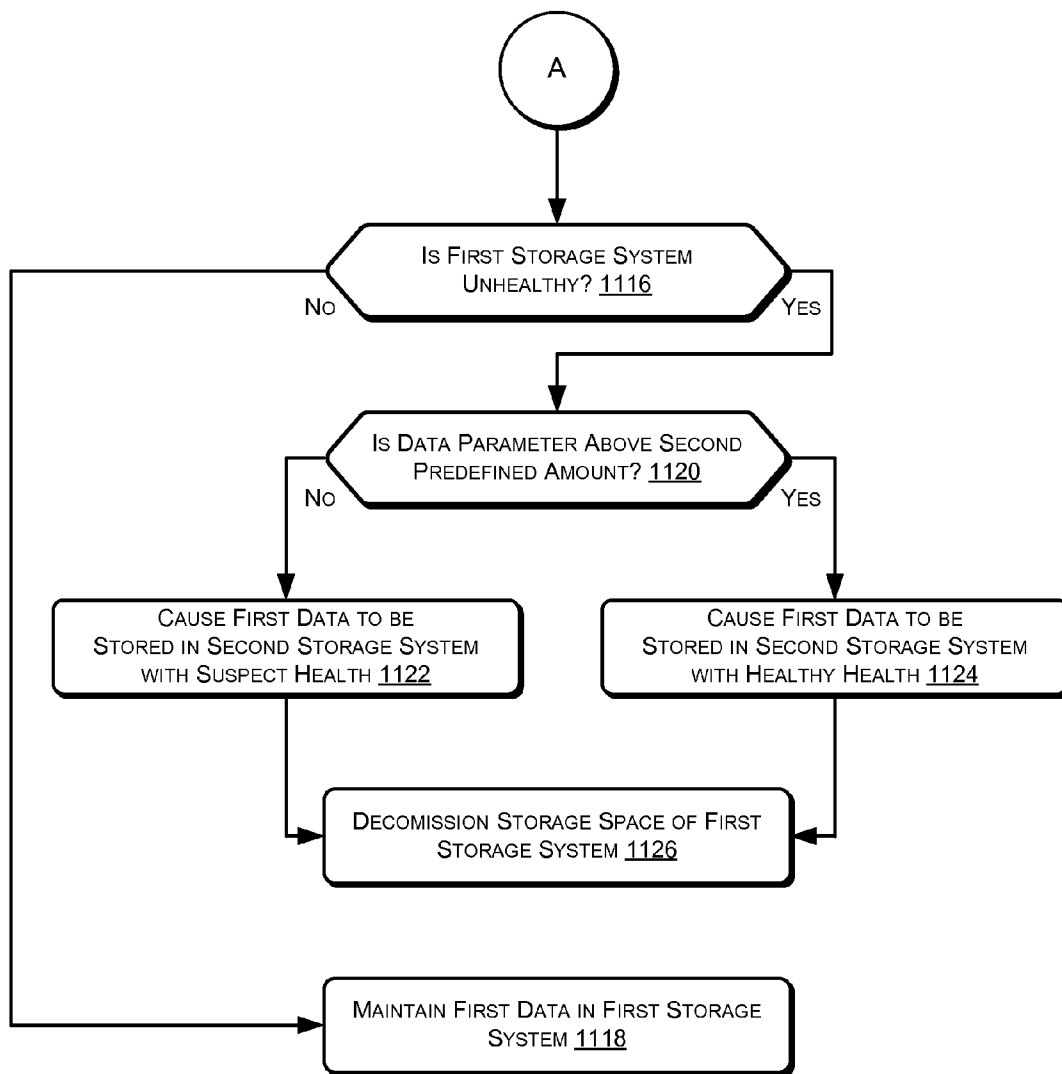 A
Is First Storage System
Unhealthy? 1116
No
Yes
Is Data Parameter Above Second
Predefined Amount? 1120
No
Yes
Cause First Data to be
Stored in Second Storage System
with Suspect Health 1122
Cause First Data to be
Stored in Second Storage System
with Healthy Health 1124
Decomission Storage Space of First
Storage System 1126
Maintain First Data in First Storage
System 1118